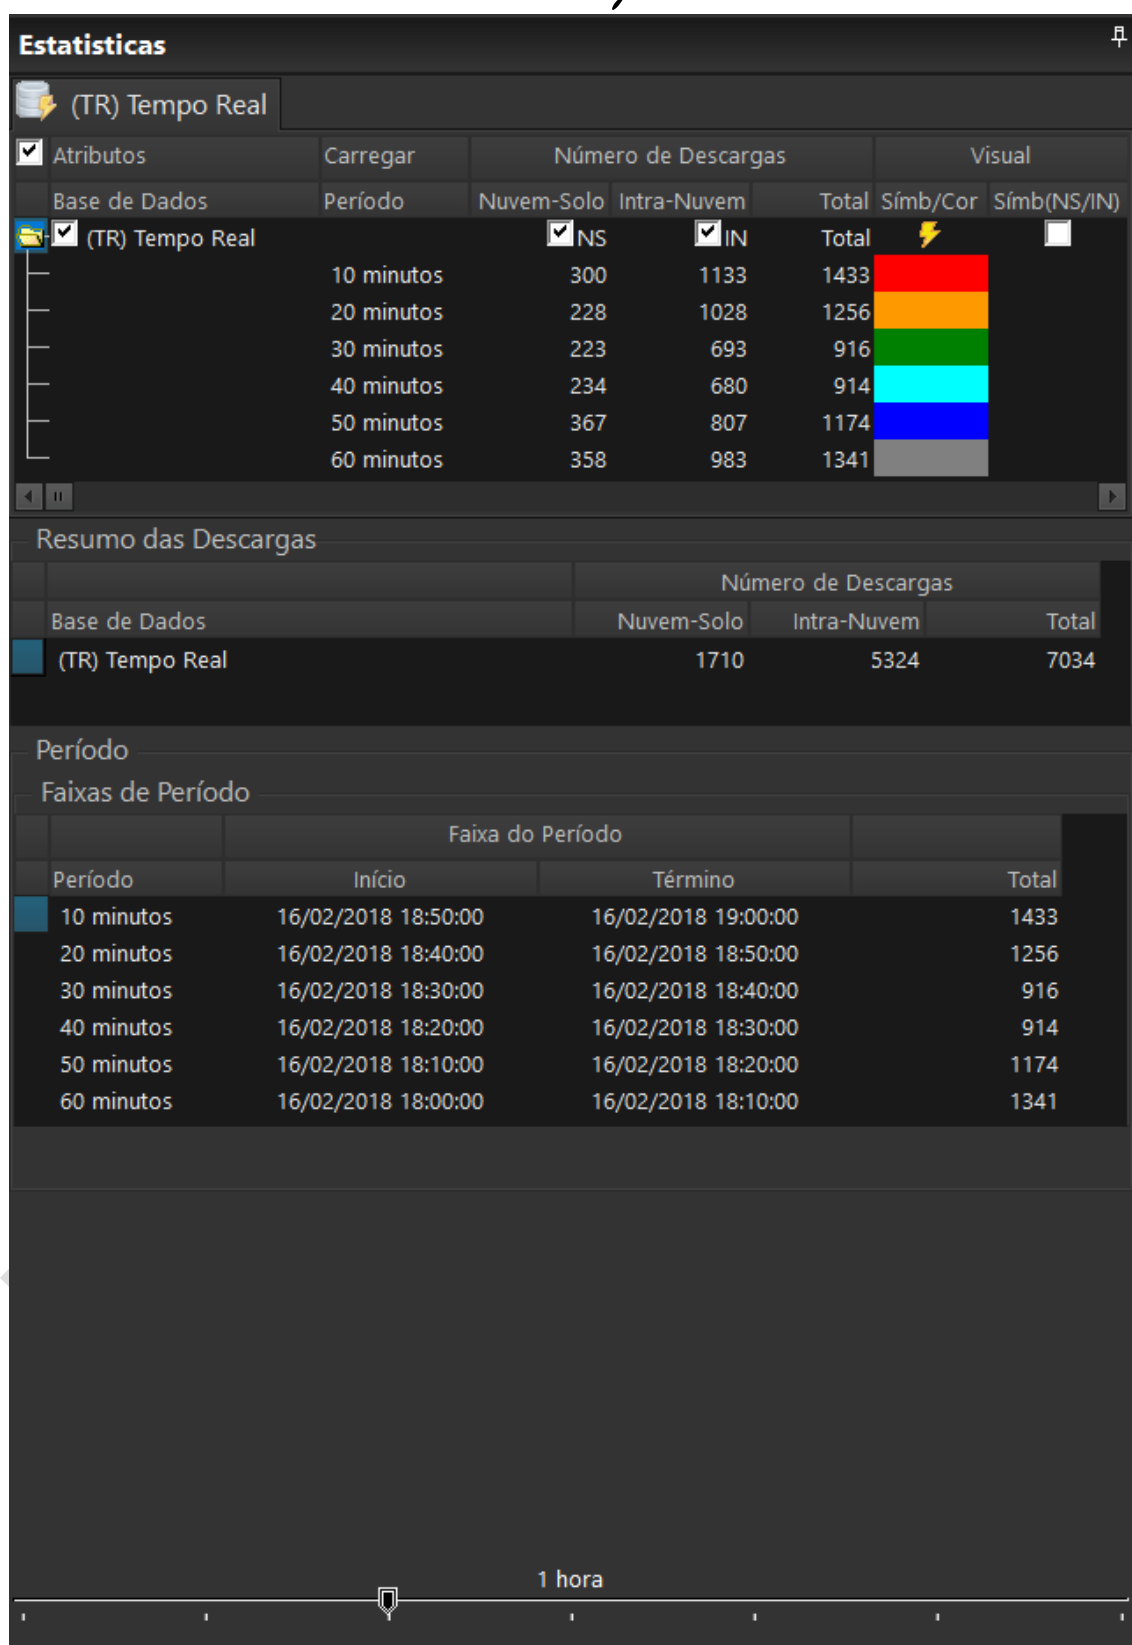 Estatisticas
(TR) Tempo Real
Atributos Carregar Número de Descargas Visual
Base de Dados Período Nuvem-Solo Intra-Nuvem Total Símb/Cor Símb(NS/IN)
(TR) Tempo Real NS IN Total
10 minutos 300 1133 1433
20 minutos 228 1028 1256
30 minutos 223 693 916
40 minutos 234 680 914
50 minutos 367 807 1174
60 minutos 358 983 1341
Resumo das Descargas
Número de Descargas
Base de Dados Nuvem-Solo Intra-Nuvem Total
(TR) Tempo Real 1710 5324 7034
Período
Faixas de Período
Faixa do Período
Período Início Término Total
10 minutos 16/02/2018 18:50:00 16/02/2018 19:00:00 1433
20 minutos 16/02/2018 18:40:00 16/02/2018 18:50:00 1256
30 minutos 16/02/2018 18:30:00 16/02/2018 18:40:00 916
40 minutos 16/02/2018 18:20:00 16/02/2018 18:30:00 914
50 minutos 16/02/2018 18:10:00 16/02/2018 18:20:00 1174
60 minutos 16/02/2018 18:00:00 16/02/2018 18:10:00 1341
1 hora